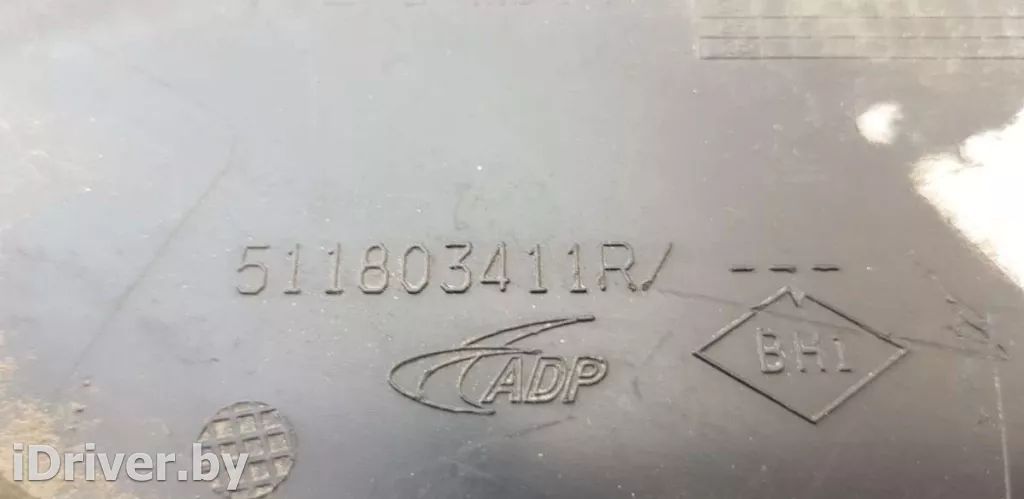 511803411R/ ---
ADP
BH1
iDriver.by